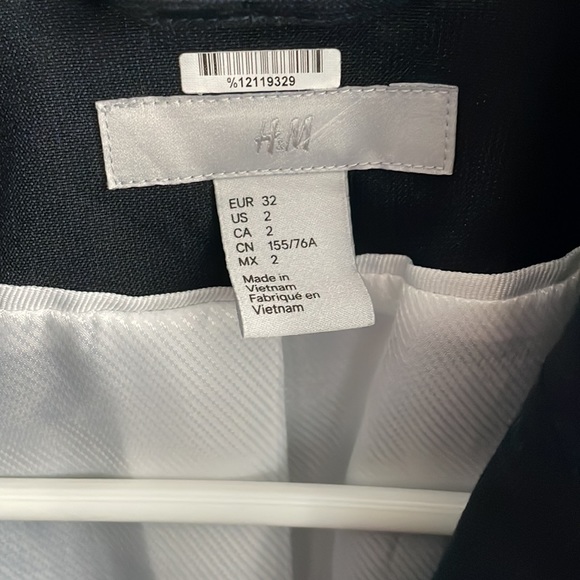 %12119329
H&M
EUR 32
US 2
CA 2
CN 155/76A
MX 2
Made in
Vietnam
Fabriqué en
Vietnam